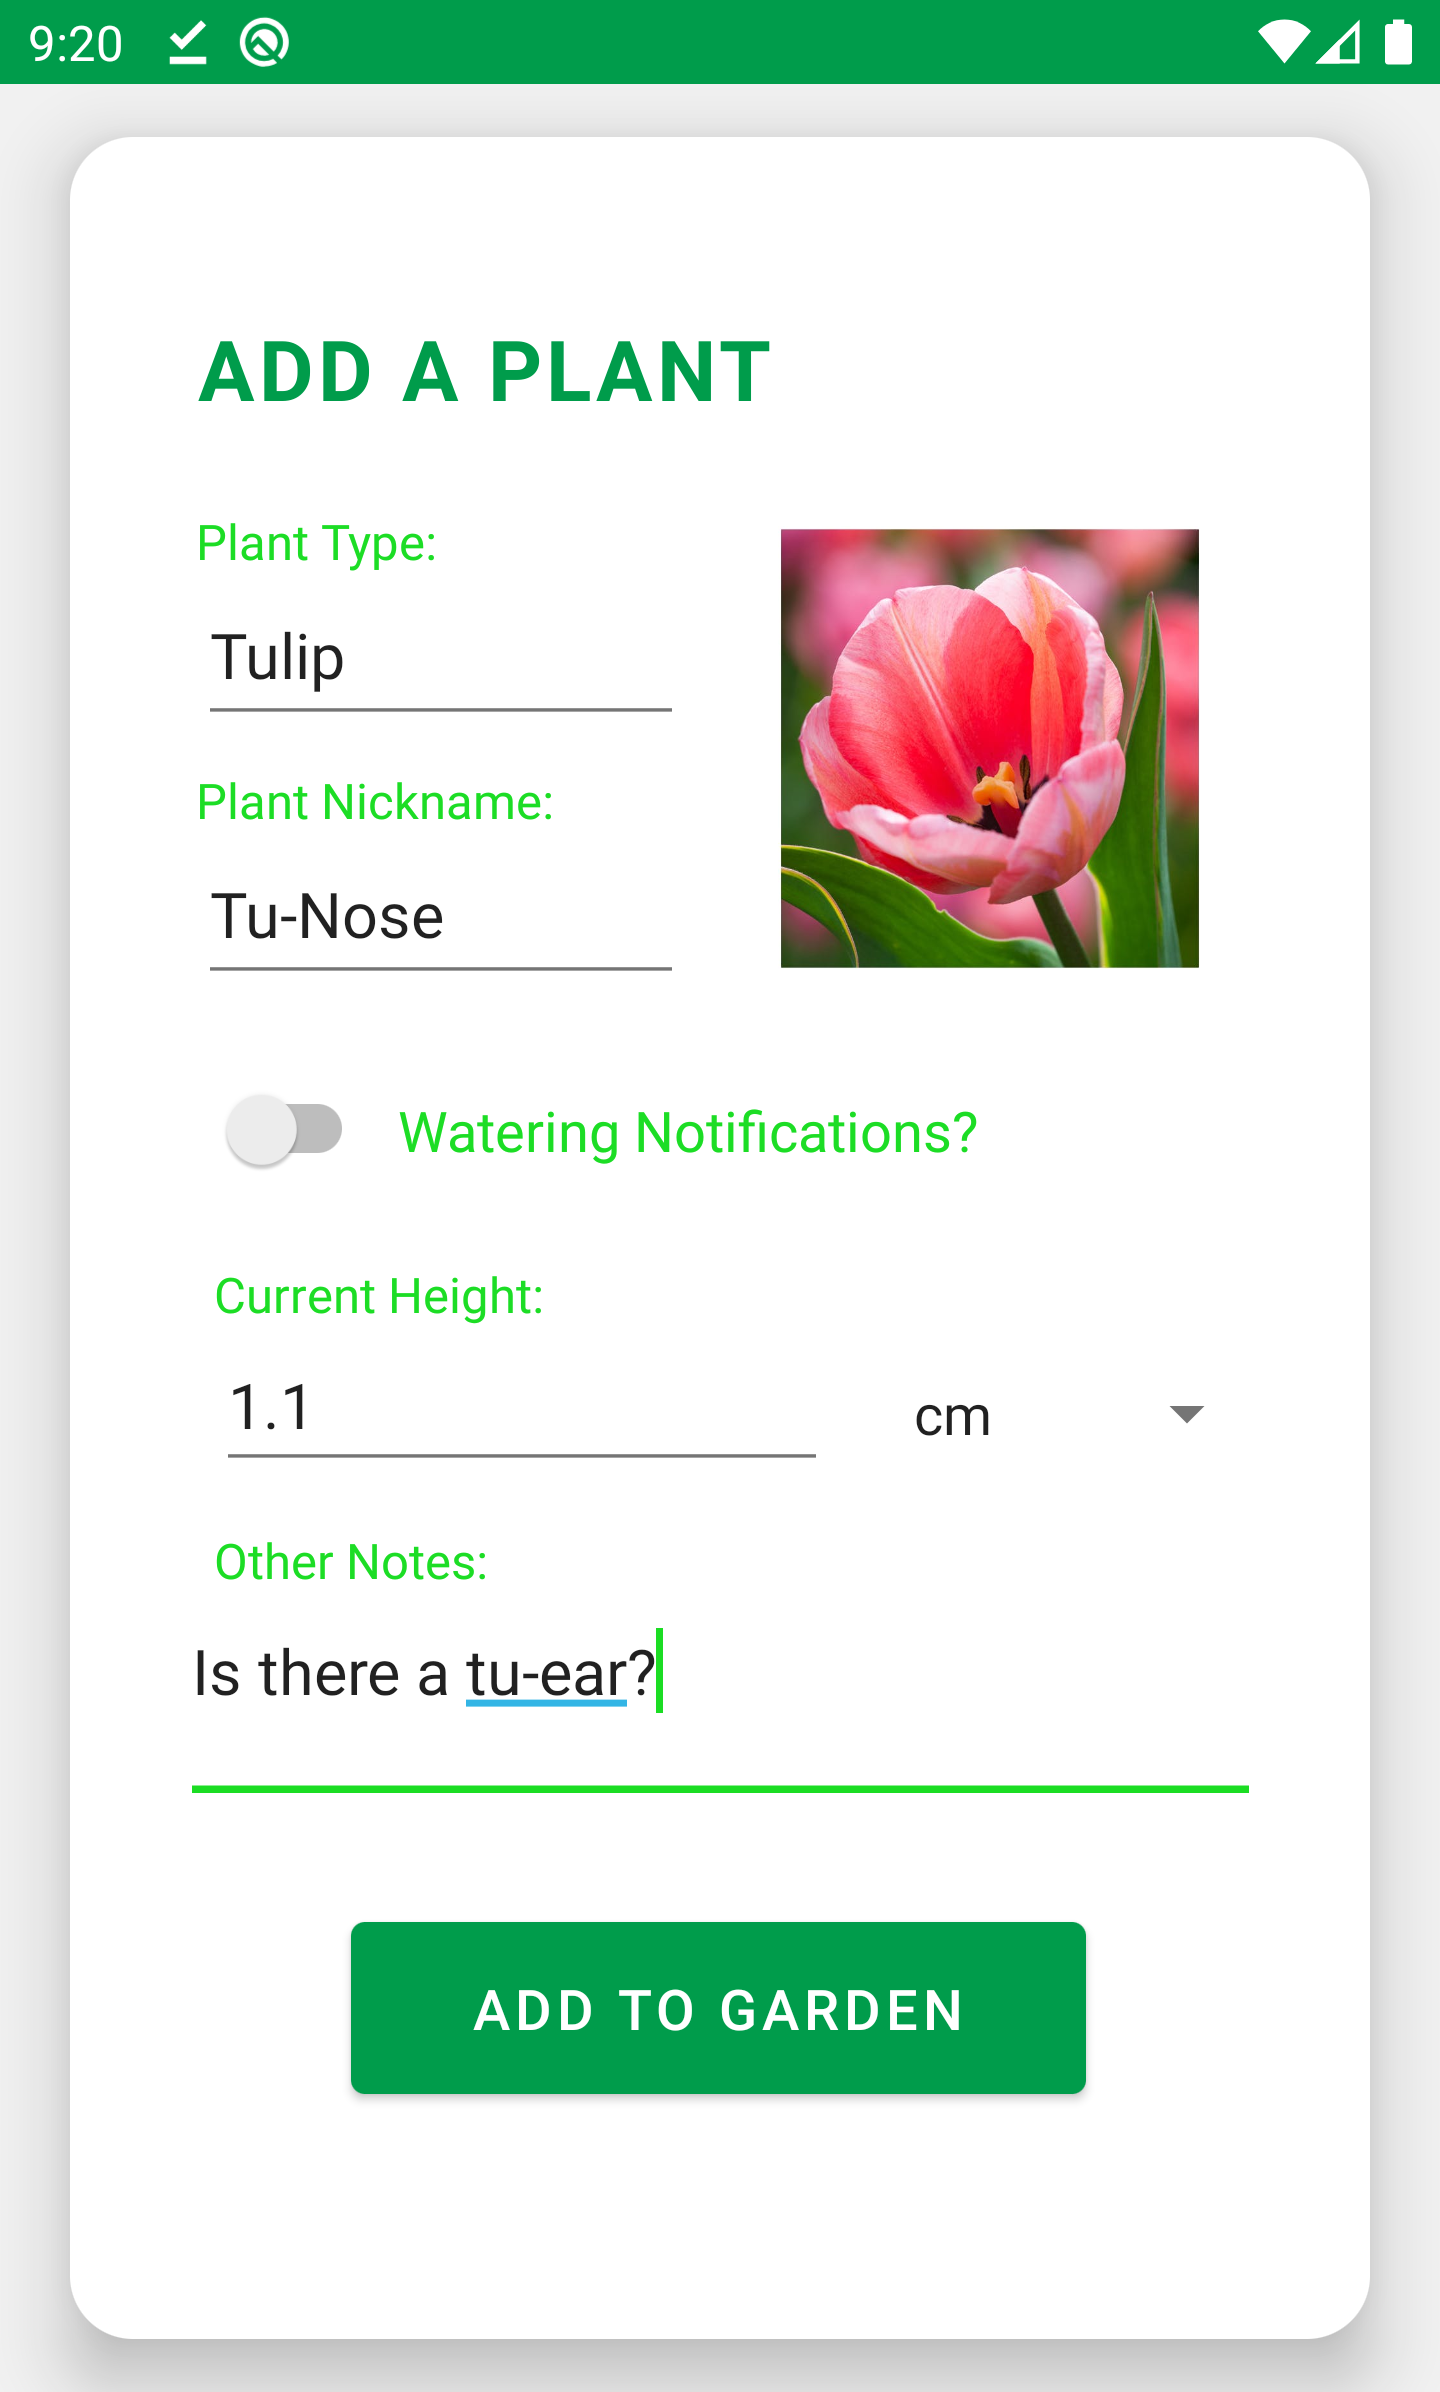 9:20
ADD A PLANT
Plant Type:
Tulip
Plant Nickname:
Tu-Nose
Watering Notifications?
Current Height:
1.1 cm
Other Notes:
Is there a tu-ear?
ADD TO GARDEN